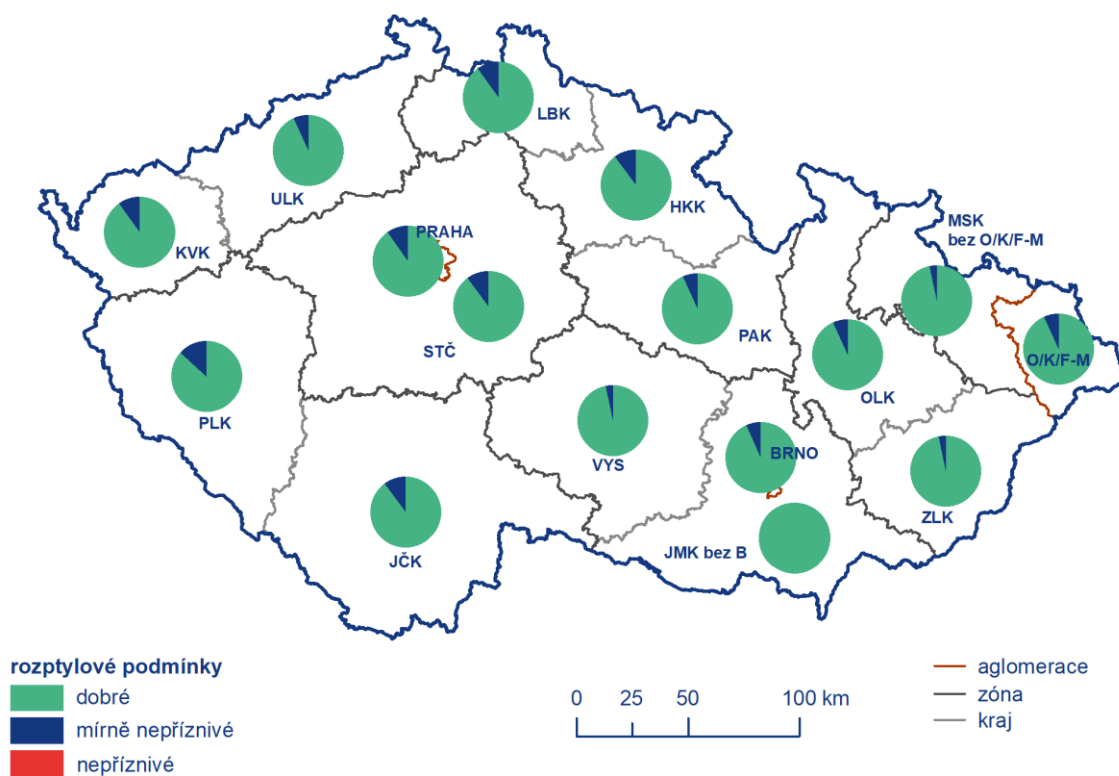 LBK
ULK
HKK
MSK
bez O/K/F-M
KVK
PRAHA
STČ
PAK
O/K/F-M
OLK
PLK
VYS
BRNO
ZLK
JČK
JMK bez B
rozptylové podmínky
dobré
mírně nepříznivé
nepříznivé
0 25 50 100 km
aglomerace
zóna
kraj